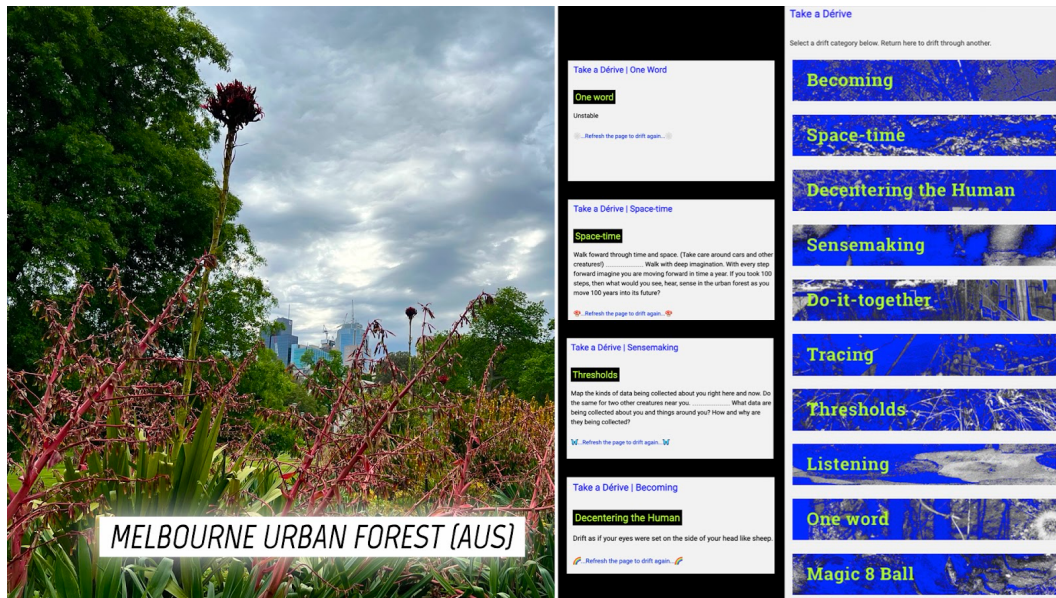 MELBOURNE URBAN FOREST (AUS)
Take a Dérive | One Word
One word
Unstable
...Refresh the page to drift again...
Take a Dérive | Space-time
Space-time
Walk foward through time and space. (Take care around cars and other
creatures!) ____________ Walk with deep imagination. With every step
forward imagine you are moving forward in time a year. If you took 100
steps, then what would you see, hear, sense in the urban forest as you
move 100 years into its future?
...Refresh the page to drift again...
Take a Dérive | Sensemaking
Thresholds
Map the kinds of data being collected about you right here and now. Do
the same for two other creatures near you. ____________ What data are
being collected about you and things around you? How and why are
they being collected?
...Refresh the page to drift again...
Take a Dérive | Becoming
Decentering the Human
Drift as if your eyes were set on the side of your head like sheep.
...Refresh the page to drift again...
Take a Dérive
Select a drift category below. Return here to drift through another.
Becoming
Space-time
Decentering the Human
Sensemaking
Do-it-together
Tracing
Thresholds
Listening
One word
Magic 8 Ball